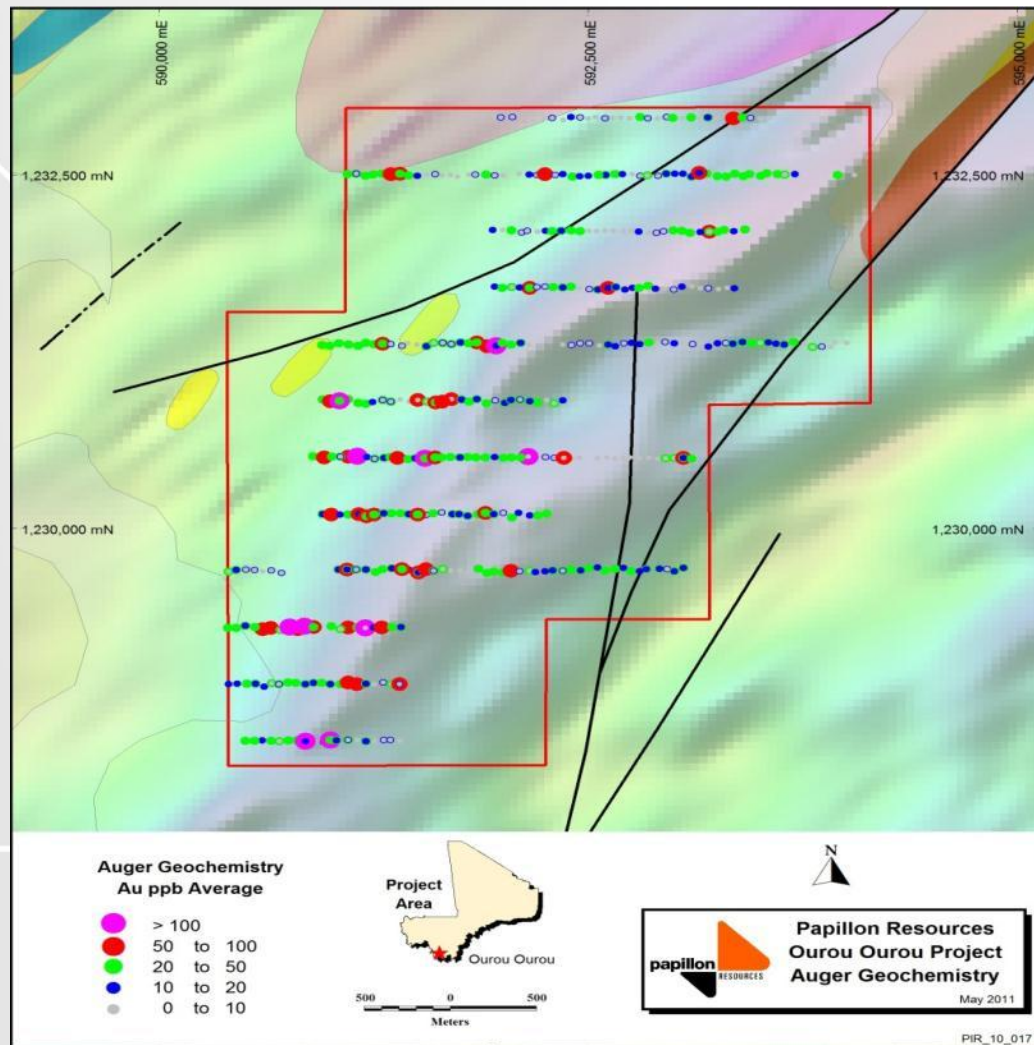 590,000 mE
592,500 mE
595,000 mE
1,232,500 mN
1,232,500 mN
1,230,000 mN
1,230,000 mN
Auger Geochemistry
Au ppb Average
> 100
50 to 100
20 to 50
10 to 20
0 to 10
Project
Area
Ourou Ourou
500 0 500
Meters
N
papillon
RESOURCES
Papillon Resources
Ourou Ourou Project
Auger Geochemistry
May 2011
PIR_10_017